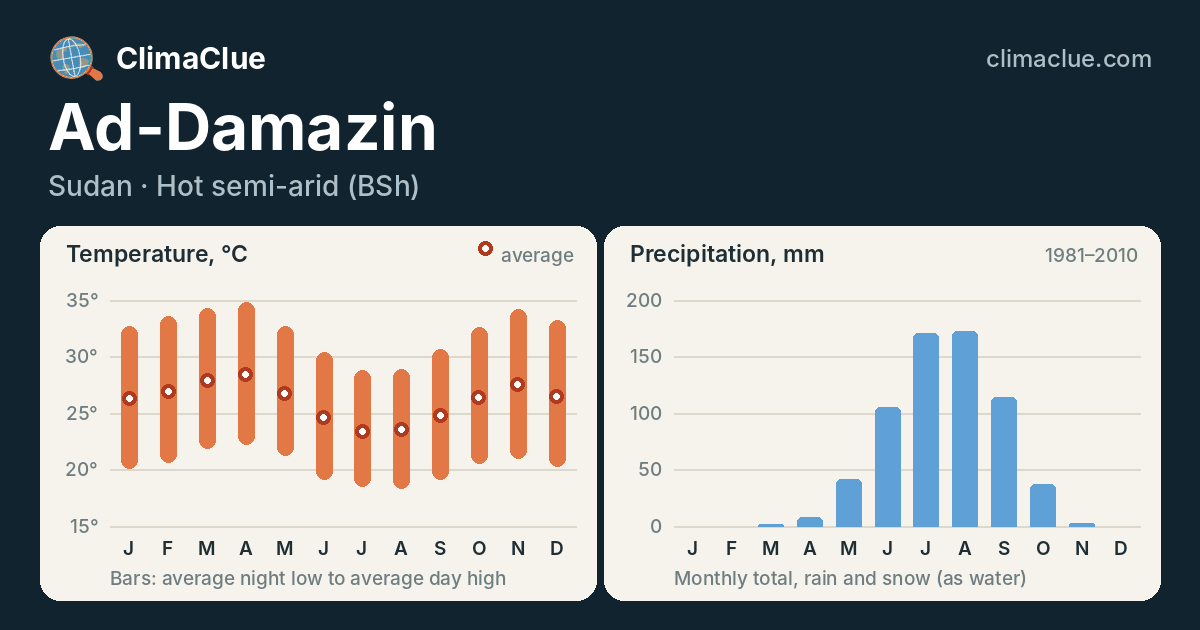 ClimaClue
climaclue.com
Ad-Damazin
Sudan · Hot semi-arid (BSh)
Temperature, °C
average
35°
30°
25°
20°
15°
J F M A M J J A S O N D
Bars: average night low to average day high
Precipitation, mm
1981–2010
200
150
100
50
0
J F M A M J J A S O N D
Monthly total, rain and snow (as water)